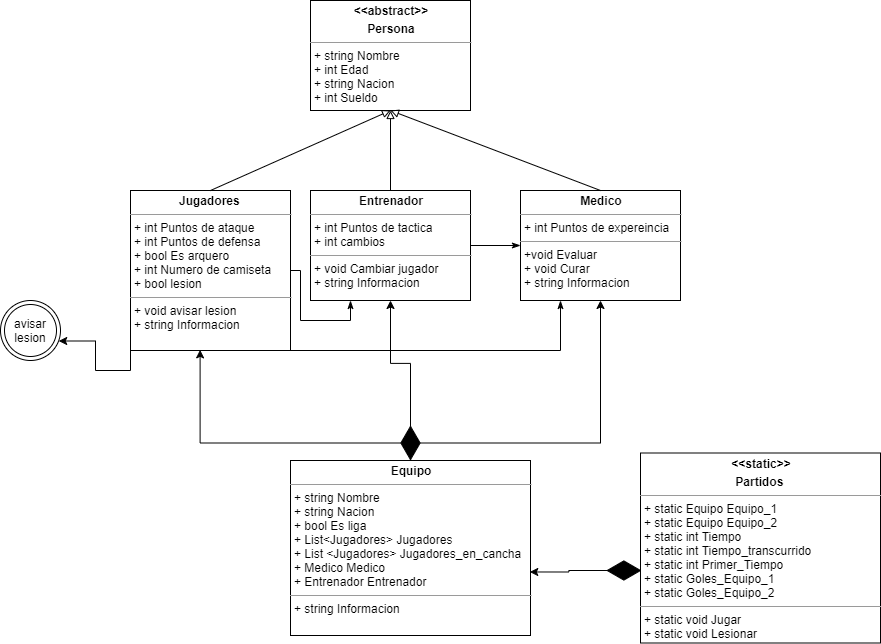 <<abstract>>
Persona
+ string Nombre
+ int Edad
+ string Nacion
+ int Sueldo
Jugadores
+ int Puntos de ataque
+ int Puntos de defensa
+ bool Es arquero
+ int Numero de camiseta
+ bool lesion
+ void avisar lesion
+ string Informacion
Entrenador
+ int Puntos de tactica
+ int cambios
+ void Cambiar jugador
+ string Informacion
Medico
+ int Puntos de expereincia
+void Evaluar
+ void Curar
+ string Informacion
avisar
lesion
Equipo
+ string Nombre
+ string Nacion
+ bool Es liga
+ List<Jugadores> Jugadores
+ List <Jugadores> Jugadores_en_cancha
+ Medico Medico
+ Entrenador Entrenador
+ string Informacion
<<static>>
Partidos
+ static Equipo Equipo_1
+ static Equipo Equipo_2
+ static int Tiempo
+ static int Tiempo_transcurrido
+ static int Primer_Tiempo
+ static Goles_Equipo_1
+ static Goles_Equipo_2
+ static void Jugar
+ static void Lesionar